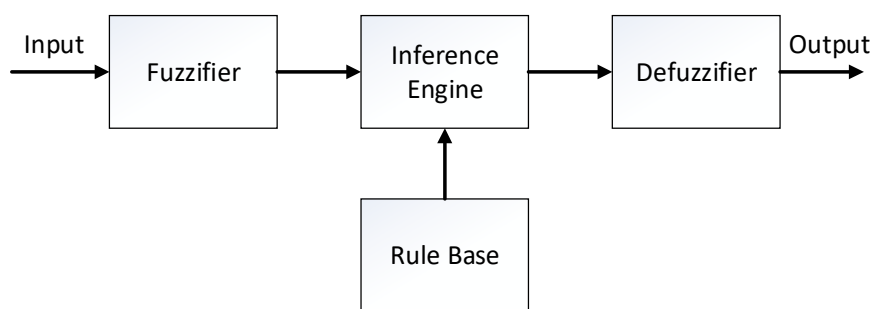 Input
Fuzzifier
Inference
Engine
Defuzzifier
Output
Rule Base